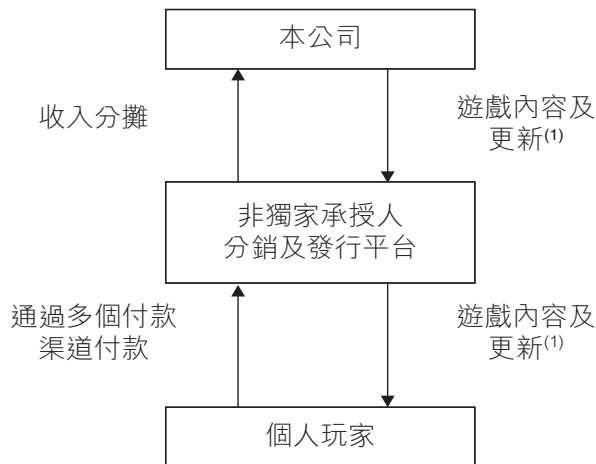 本公司
收入分攤
遊戲內容及
更新(1)
非獨家承授人
分銷及發行平台
通過多個付款
渠道付款
遊戲內容及
更新(1)
個人玩家